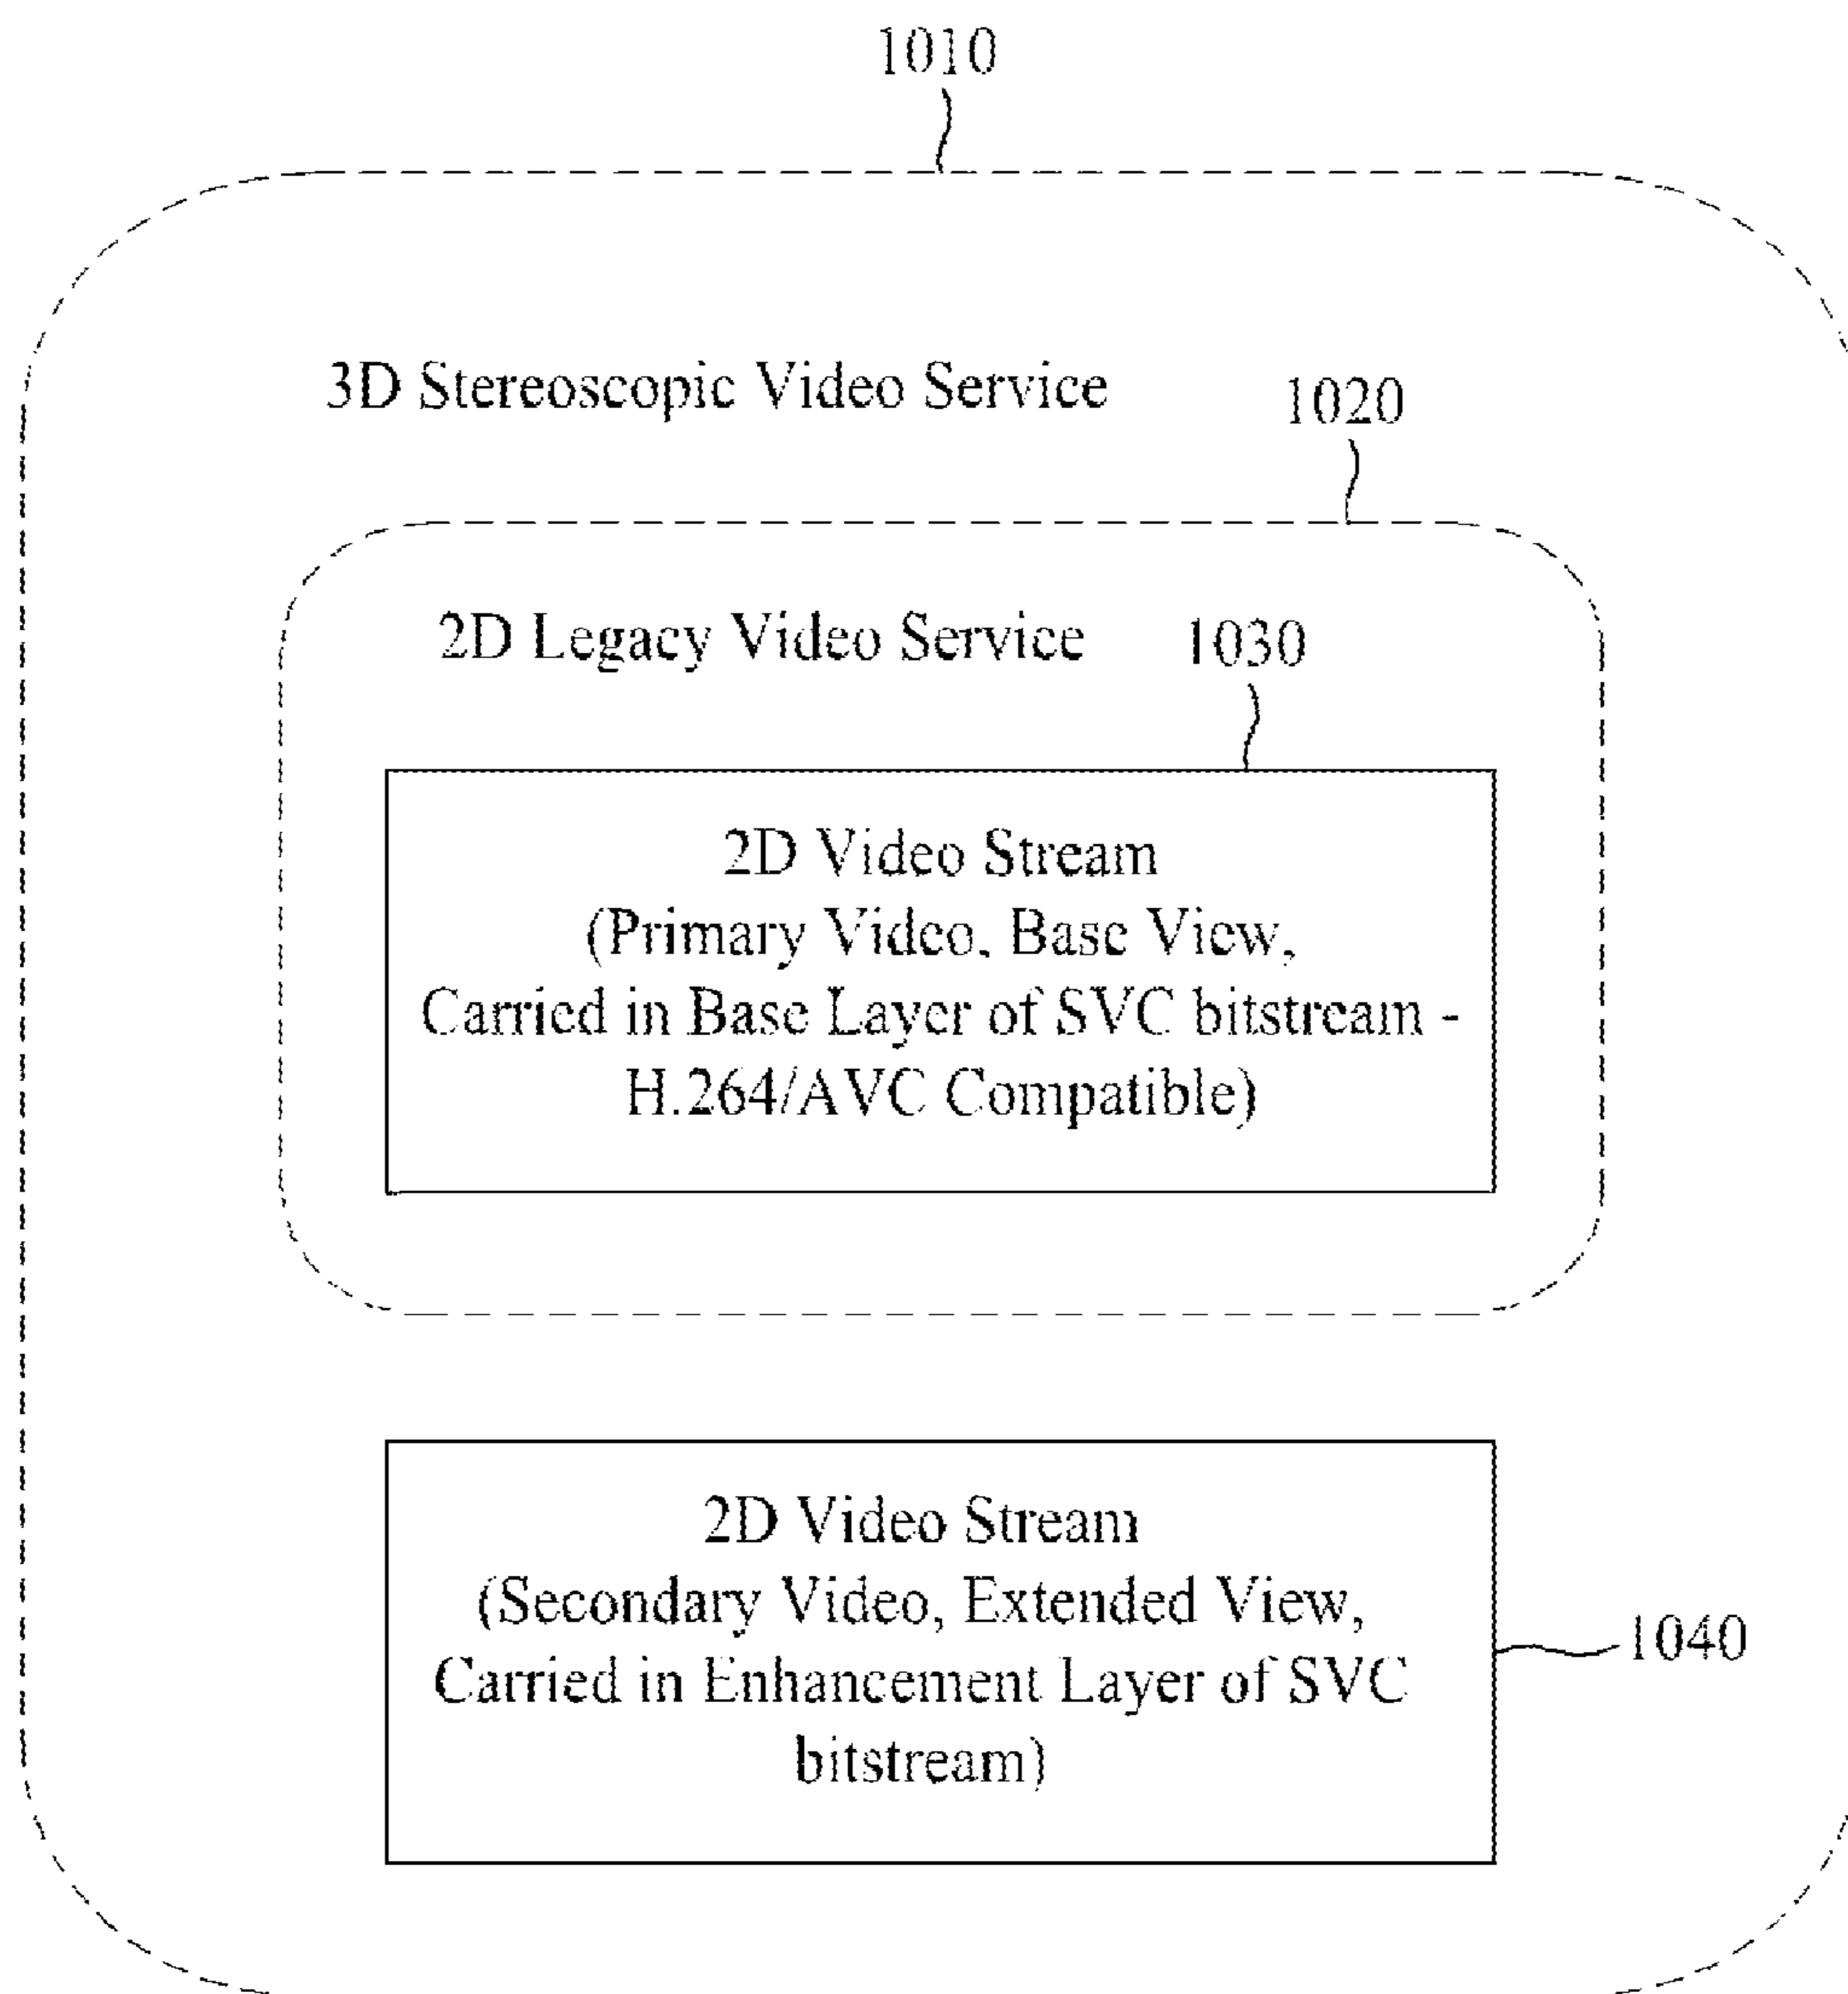 1010
3D Stereoscopic Video Service
1020
2D Legacy Video Service
1030
2D Video Stream
(Primary Video, Base View,
Carried in Base Layer of SVC bitstream -
H.264/AVC Compatible)
2D Video Stream
(Secondary Video, Extended View,
Carried in Enhancement Layer of SVC
bitstream)
1040